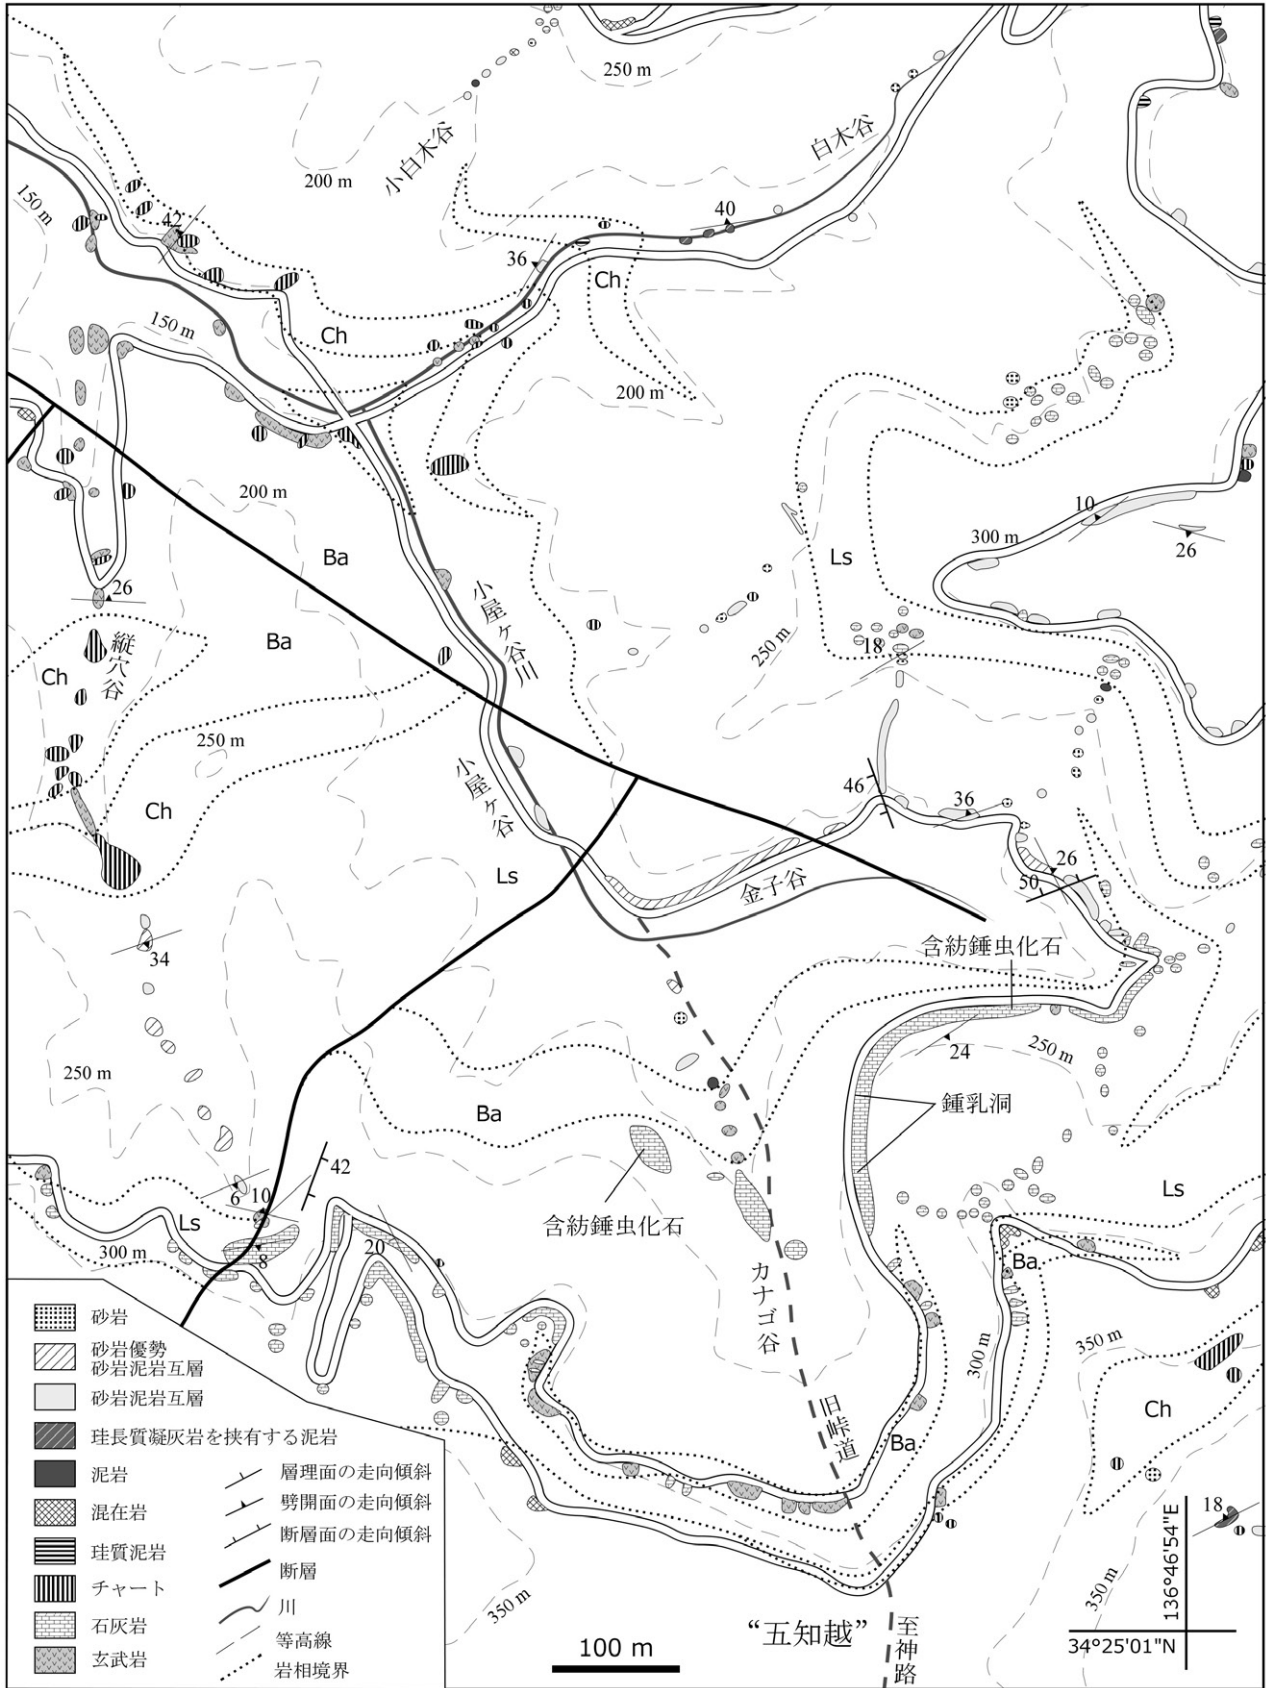 250 m
小白木谷
白木谷
200 m
150 m
42
40
36
Ch
150 m
Ch
200 m
10
26
300 m
200 m
Ba
Ls
26
小屋ヶ谷川
縦穴谷
Ba
18
250 m
Ch
250 m
小屋ヶ谷
Ch
46
36
26
50
Ls
金子谷
34
含紡錘虫化石
24
250 m
250 m
Ba
鍾乳洞
42
6
10
Ls
含紡錘虫化石
Ls
300 m
8
20
Ba
カナゴ谷
300 m
350 m
Ch
旧峠道
Ba
18
350 m
350 m
"五知越"
至神路
100 m
136°46'54"E
34°25'01"N
砂岩
砂岩優勢
砂岩泥岩互層
砂岩泥岩互層
珪長質凝灰岩を挟有する泥岩
泥岩
混在岩
珪質泥岩
チャート
石灰岩
玄武岩
層理面の走向傾斜
劈開面の走向傾斜
断層面の走向傾斜
断層
川
等高線
岩相境界